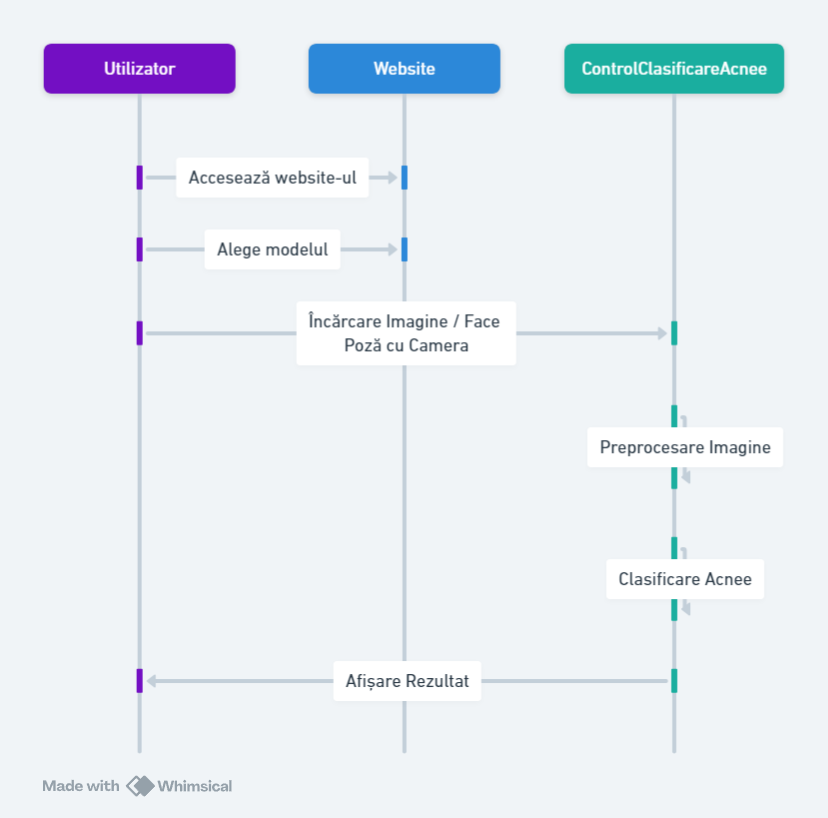 Utilizator
Website
ControlClasificareAcnee
Accesează website-ul
Alege modelul
Încărcare Imagine / Face
Poză cu Camera
Preprocesare Imagine
Clasificare Acnee
Afișare Rezultat
Made with Whimsical